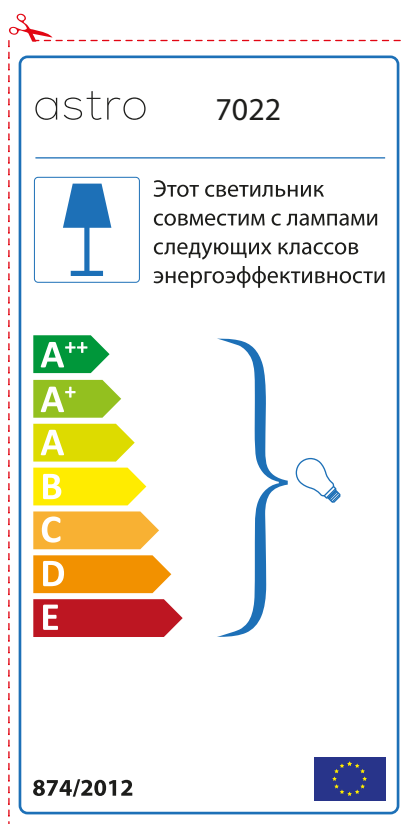 astro 7022
Этот светильник
совместим с лампами
следующих классов
энергоэффективности
A++
A+
A
B
C
D
E
874/2012